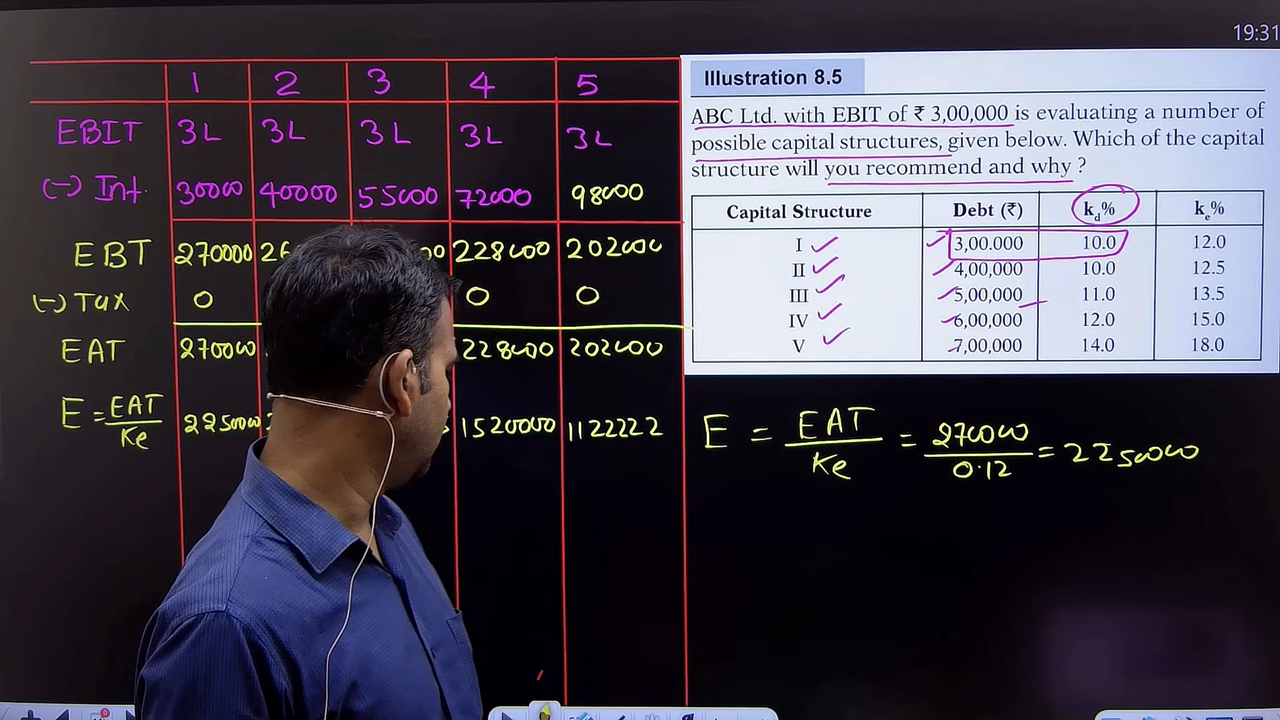 19:31
1 2 3 4 5
EBIT 3L 3L 3L 3L 3L
(-) Int. 30000 40000 55000 72000 98000
EBT 270000 26 00 228000 202000
(-) Tax 0 0 0
EAT 270000 228000 202000
E = EAT/Ke 225000 1520000 1122222
Illustration 8.5
ABC Ltd. with EBIT of ₹ 3,00,000 is evaluating a number of
possible capital structures, given below. Which of the capital
structure will you recommend and why ?
Capital Structure Debt (₹) kd% ke%
I 3,00.000 10.0 12.0
II 4,00,000 10.0 12.5
III 5,00,000 11.0 13.5
IV 6,00,000 12.0 15.0
V 7,00,000 14.0 18.0
E = EAT/Ke = 270000/0.12 = 2250000